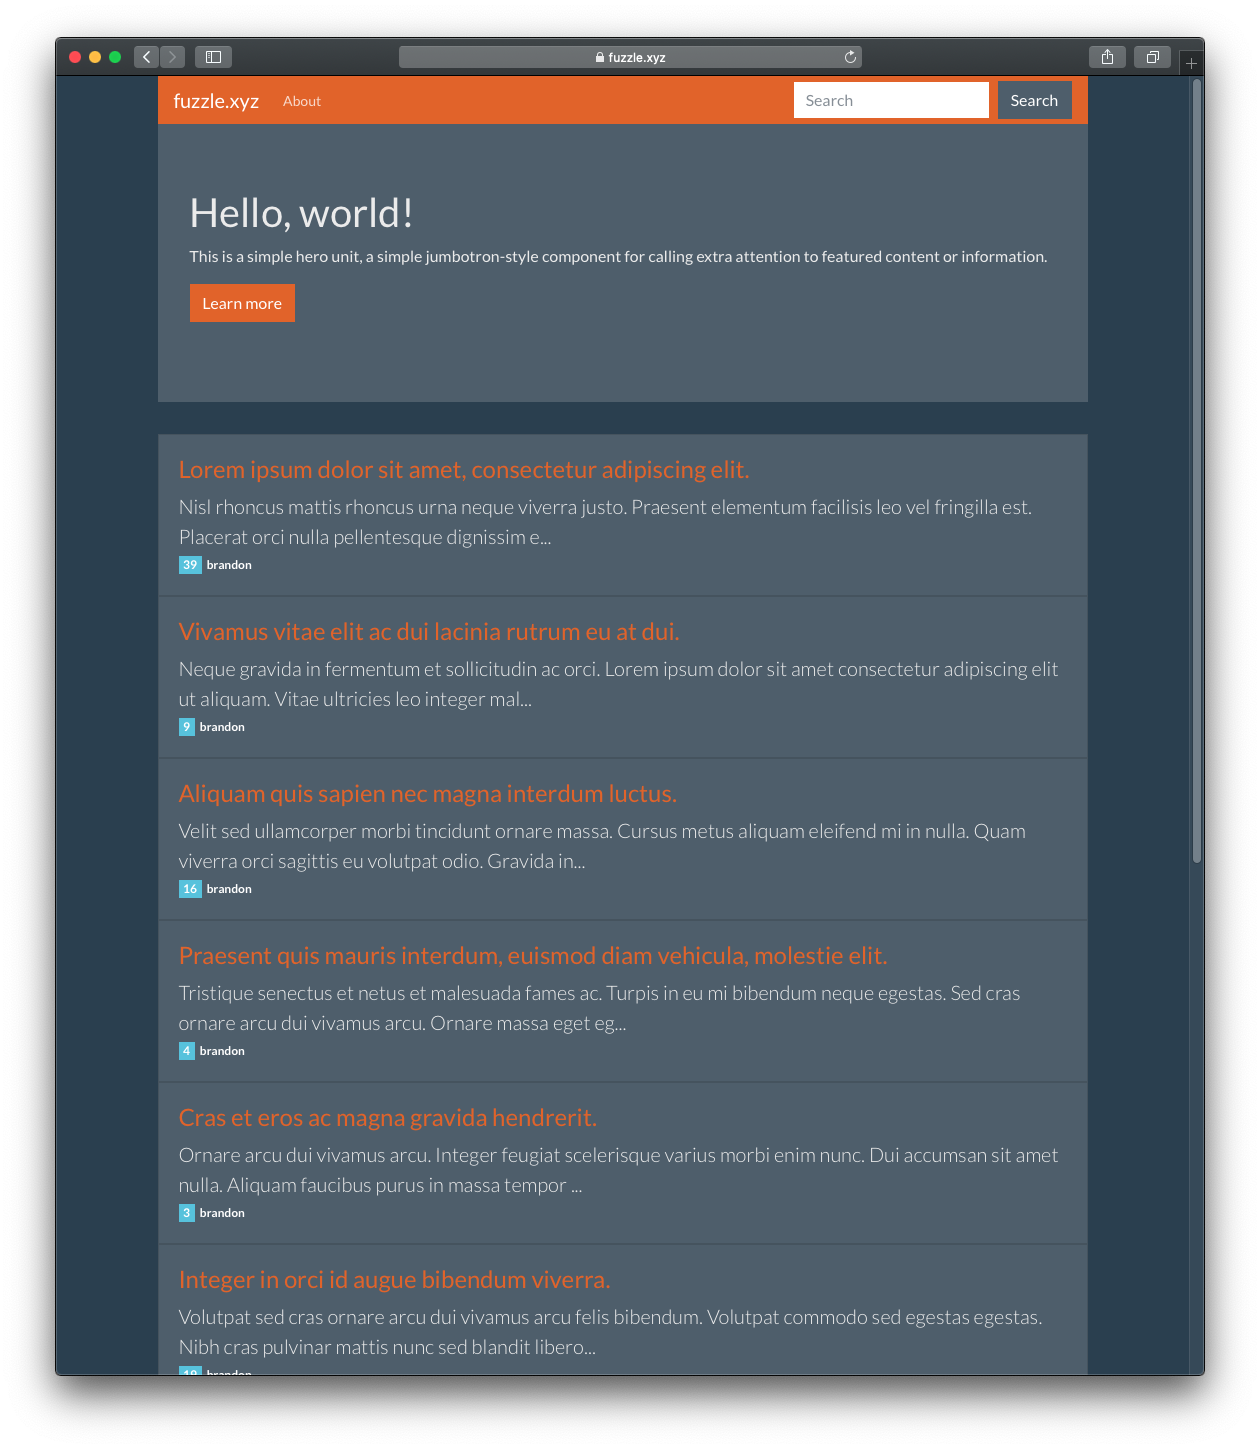 fuzzle.xyz
fuzzle.xyz About Search Search
Hello, world!
This is a simple hero unit, a simple jumbotron-style component for calling extra attention to featured content or information.
Learn more
Lorem ipsum dolor sit amet, consectetur adipiscing elit.
Nisl rhoncus mattis rhoncus urna neque viverra justo. Praesent elementum facilisis leo vel fringilla est.
Placerat orci nulla pellentesque dignissim e...
39 brandon
Vivamus vitae elit ac dui lacinia rutrum eu at dui.
Neque gravida in fermentum et sollicitudin ac orci. Lorem ipsum dolor sit amet consectetur adipiscing elit
ut aliquam. Vitae ultricies leo integer mal...
9 brandon
Aliquam quis sapien nec magna interdum luctus.
Velit sed ullamcorper morbi tincidunt ornare massa. Cursus metus aliquam eleifend mi in nulla. Quam
viverra orci sagittis eu volutpat odio. Gravida in...
16 brandon
Praesent quis mauris interdum, euismod diam vehicula, molestie elit.
Tristique senectus et netus et malesuada fames ac. Turpis in eu mi bibendum neque egestas. Sed cras
ornare arcu dui vivamus arcu. Ornare massa eget eg...
4 brandon
Cras et eros ac magna gravida hendrerit.
Ornare arcu dui vivamus arcu. Integer feugiat scelerisque varius morbi enim nunc. Dui accumsan sit amet
nulla. Aliquam faucibus purus in massa tempor ...
3 brandon
Integer in orci id augue bibendum viverra.
Volutpat sed cras ornare arcu dui vivamus arcu felis bibendum. Volutpat commodo sed egestas egestas.
Nibh cras pulvinar mattis nunc sed blandit libero...
brandon